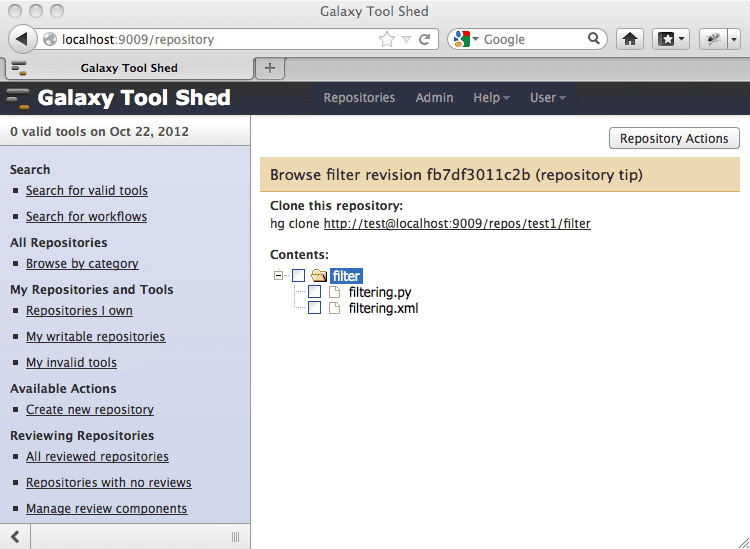 Galaxy Tool Shed
localhost:9009/repository
Google
Galaxy Tool Shed
Galaxy Tool Shed
Repositories Admin Help User
0 valid tools on Oct 22, 2012
Repository Actions
Search
Search for valid tools
Search for workflows
All Repositories
Browse by category
My Repositories and Tools
Repositories I own
My writable repositories
My invalid tools
Available Actions
Create new repository
Reviewing Repositories
All reviewed repositories
Repositories with no reviews
Manage review components
Browse filter revision fb7df3011c2b (repository tip)
Clone this repository:
hg clone http://test@localhost:9009/repos/test1/filter
Contents:
filter
filtering.py
filtering.xml